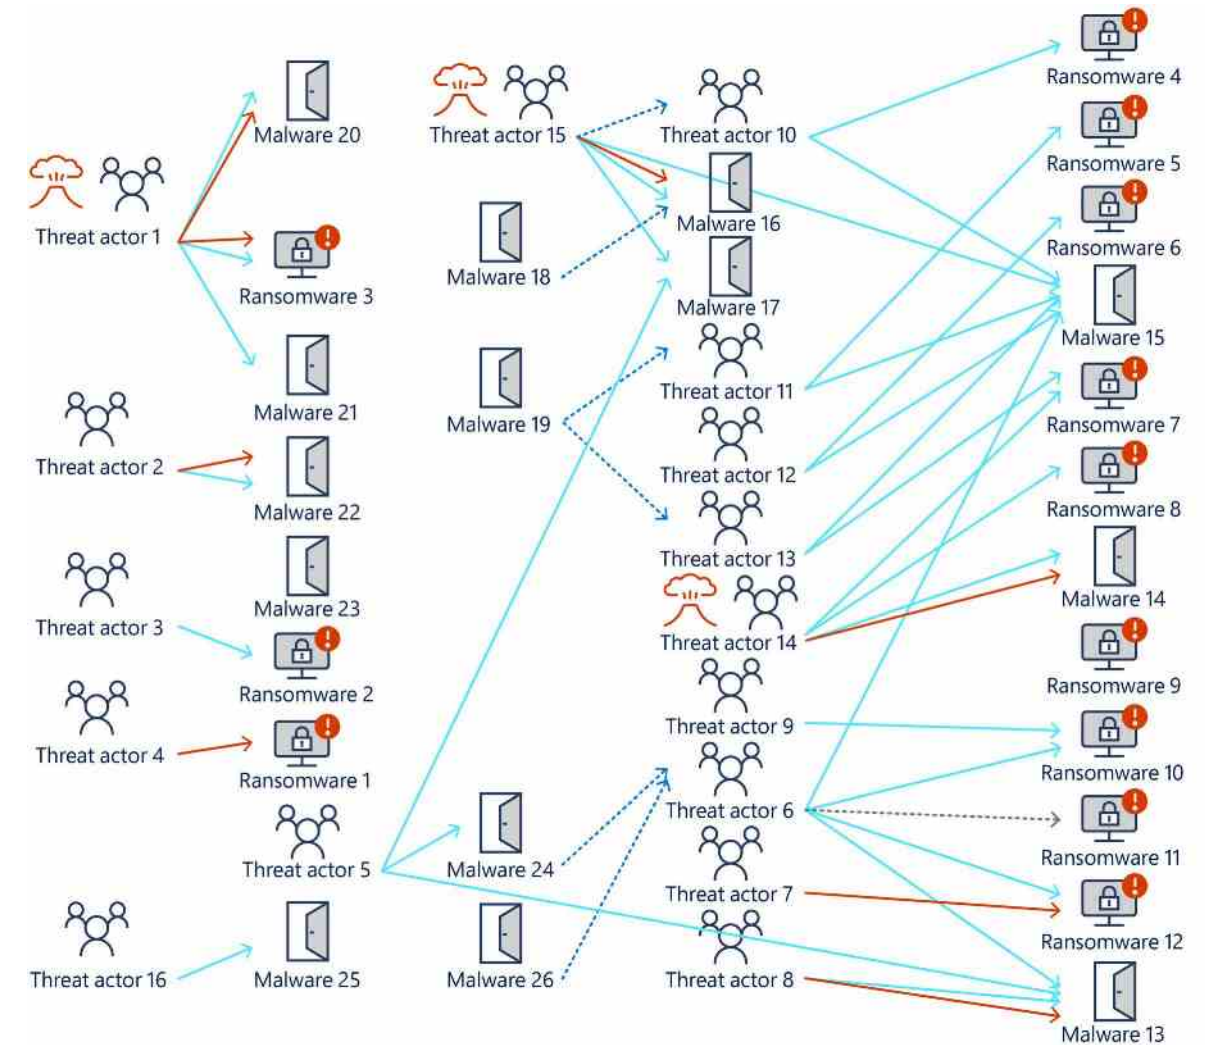 Malware 20
Threat actor 1
Ransomware 3
Malware 21
Threat actor 2
Malware 22
Malware 23
Threat actor 3
Ransomware 2
Threat actor 4
Ransomware 1
Threat actor 5
Threat actor 16
Malware 25
Threat actor 15
Malware 18
Malware 19
Malware 24
Malware 26
Threat actor 10
Malware 16
Malware 17
Threat actor 11
Threat actor 12
Threat actor 13
Threat actor 14
Threat actor 9
Threat actor 6
Threat actor 7
Threat actor 8
Ransomware 4
Ransomware 5
Ransomware 6
Malware 15
Ransomware 7
Ransomware 8
Malware 14
Ransomware 9
Ransomware 10
Ransomware 11
Ransomware 12
Malware 13